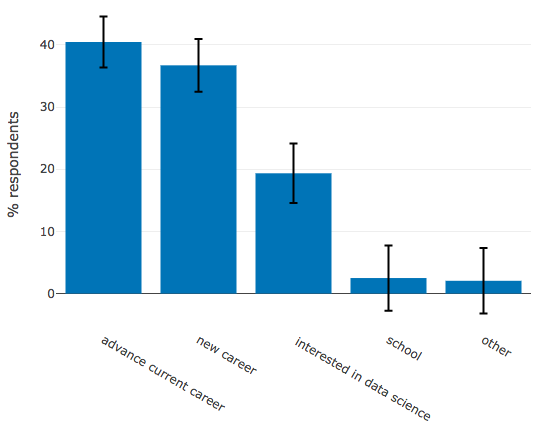 % respondents
40
30
20
10
0
advance current career
new career
interested in data science
school
other